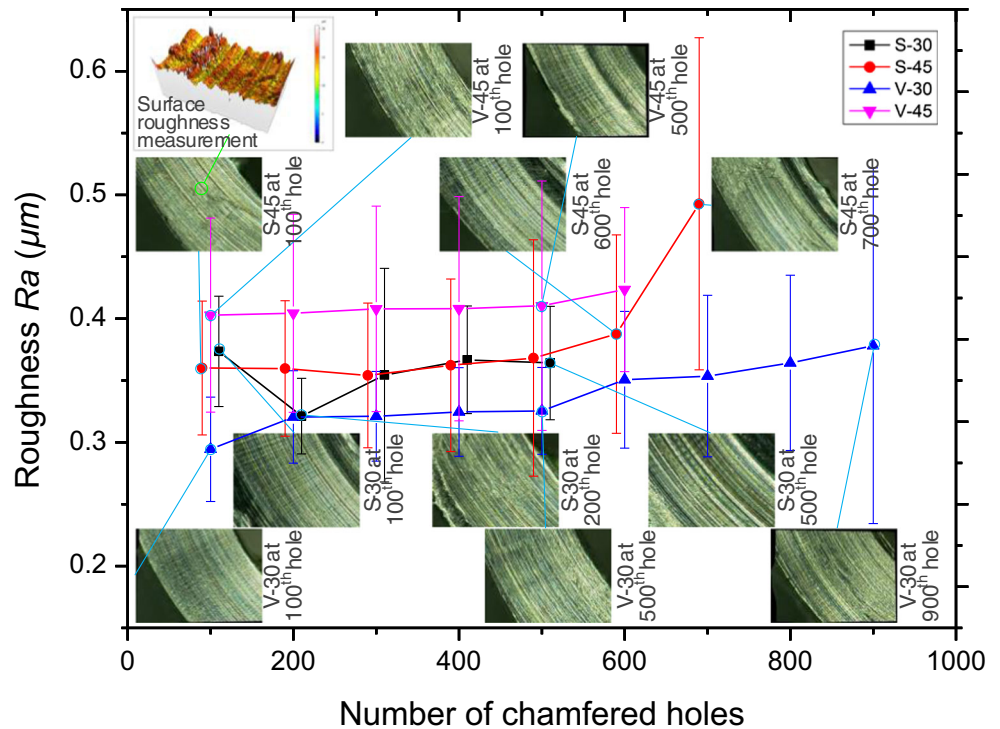 Surface
roughness
measurement
V-45 at
100th hole
V-45 at
500th hole
S-30
S-45
V-30
V-45
S-45 at
100th hole
S-45 at
600th hole
S-45 at
700th hole
S-30 at
100th hole
S-30 at
200th hole
S-30 at
500th hole
V-30 at
100th hole
V-30 at
500th hole
V-30 at
900th hole
Roughness Ra (μm)
0.6
0.5
0.4
0.3
0.2
0
200
400
600
800
1000
Number of chamfered holes